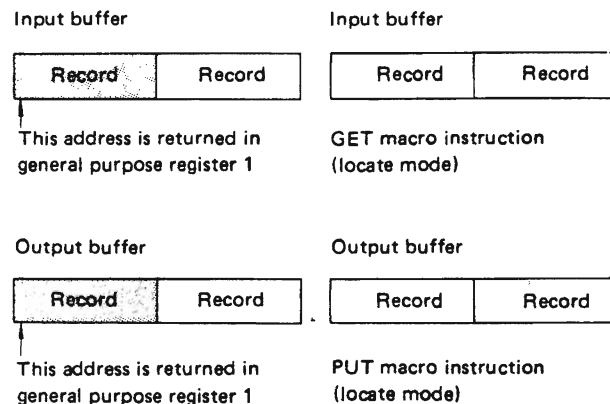 Input buffer Input buffer
Record Record Record Record
This address is returned in GET macro instruction
general purpose register 1 (locate mode)
Output buffer Output buffer
Record Record Record Record
This address is returned in PUT macro instruction
general purpose register 1 (locate mode)